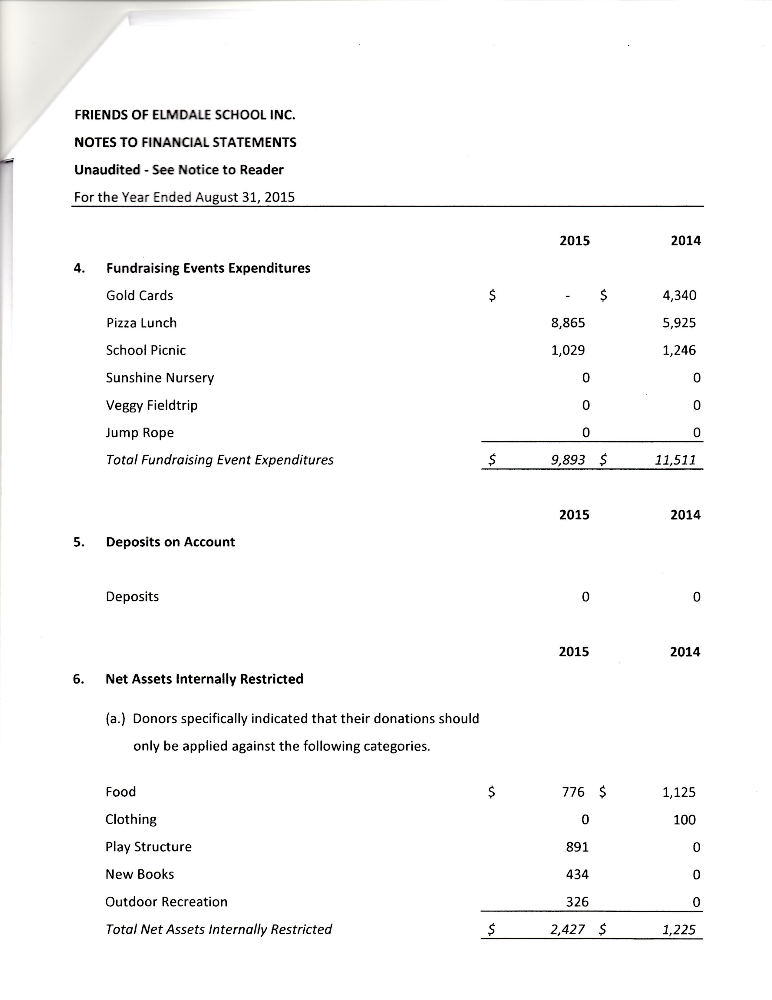 FRIENDS OF ELMDALE SCHOOL INC.
NOTES TO FINANCIAL STATEMENTS
Unaudited - See Notice to Reader
For the Year Ended August 31, 2015
2015 2014
4. Fundraising Events Expenditures
Gold Cards $ - $ 4,340
Pizza Lunch 8,865 5,925
School Picnic 1,029 1,246
Sunshine Nursery 0 0
Veggy Fieldtrip 0 0
Jump Rope 0 0
Total Fundraising Event Expenditures $ 9,893 $ 11,511
2015 2014
5. Deposits on Account
Deposits 0 0
2015 2014
6. Net Assets Internally Restricted
(a.) Donors specifically indicated that their donations should
only be applied against the following categories.
Food $ 776 $ 1,125
Clothing 0 100
Play Structure 891 0
New Books 434 0
Outdoor Recreation 326 0
Total Net Assets Internally Restricted $ 2,427 $ 1,225